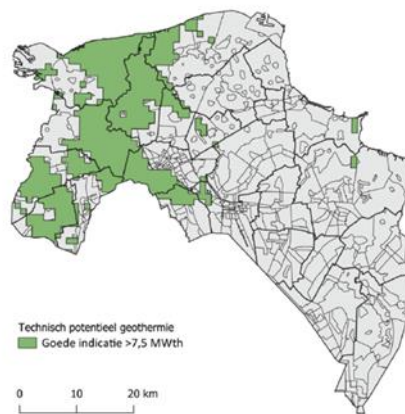 Technisch potentieel geothermie
Goede indicatie >7,5 MWth
0 10 20 km